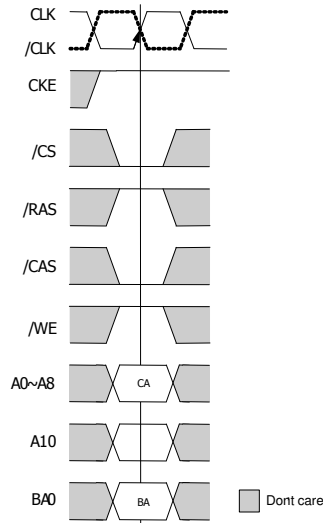 CLK
/CLK
CKE
/CS
/RAS
/CAS
/WE
A0~A8
CA
A10
BA0
BA
Dont care